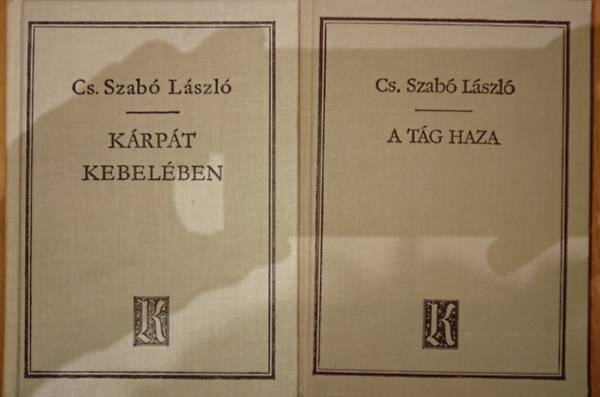 Cs. Szabó László
KÁRPÁT
KEBELÉBEN
K
Cs. Szabó László
A TÁG HAZA
K